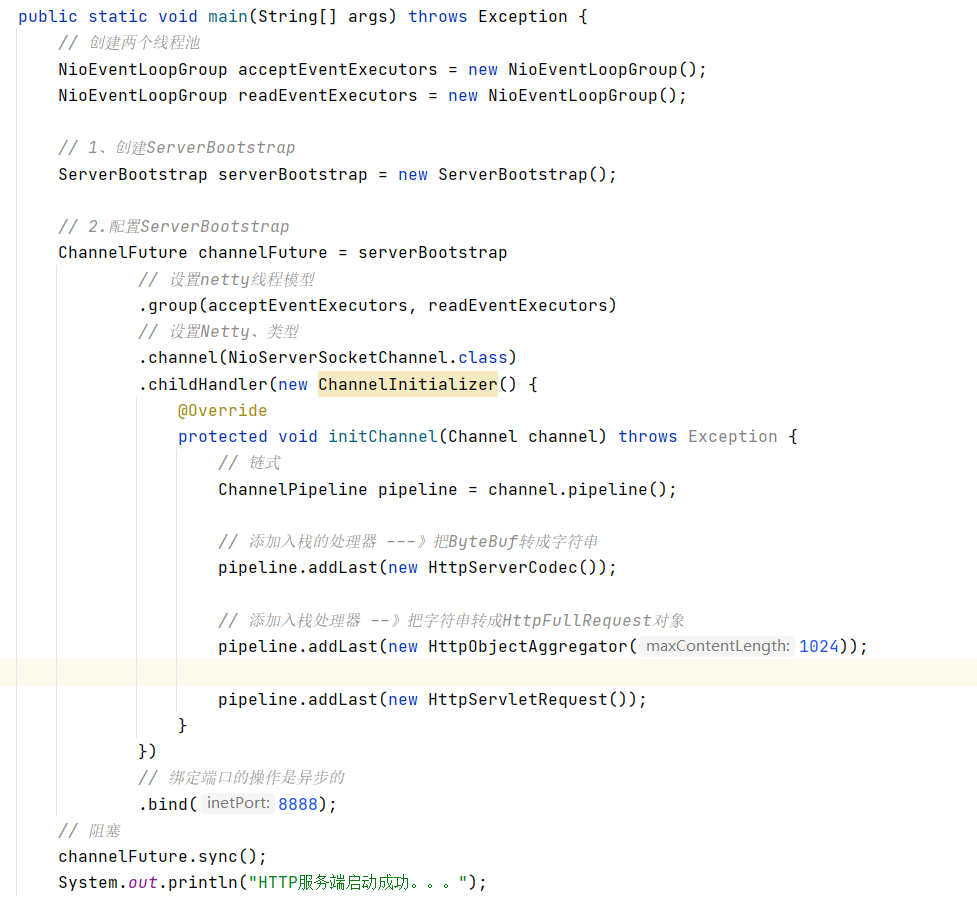 public static void main(String[] args) throws Exception {
// 创建两个线程池
NioEventLoopGroup acceptEventExecutors = new NioEventLoopGroup();
NioEventLoopGroup readEventExecutors = new NioEventLoopGroup();
// 1、创建ServerBootstrap
ServerBootstrap serverBootstrap = new ServerBootstrap();
// 2.配置ServerBootstrap
ChannelFuture channelFuture = serverBootstrap
// 设置netty线程模型
.group(acceptEventExecutors, readEventExecutors)
// 设置Netty、类型
.channel(NioServerSocketChannel.class)
.childHandler(new ChannelInitializer() {
@Override
protected void initChannel(Channel channel) throws Exception {
// 链式
ChannelPipeline pipeline = channel.pipeline();
// 添加入栈的处理器 ---》把ByteBuf转成字符串
pipeline.addLast(new HttpServerCodec());
// 添加入栈处理器 --》把字符串转成HttpFullRequest对象
pipeline.addLast(new HttpObjectAggregator( maxContentLength: 1024));
pipeline.addLast(new HttpServletRequest());
}
})
// 绑定端口的操作是异步的
.bind( inetPort: 8888);
// 阻塞
channelFuture.sync();
System.out.println("HTTP服务端启动成功。。。");